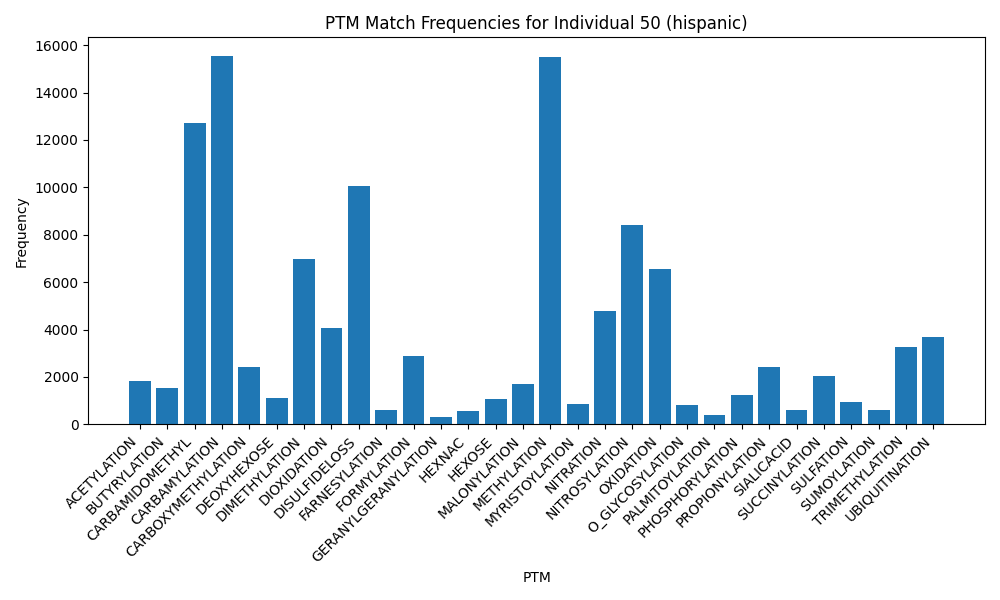 PTM Match Frequencies for Individual 50 (hispanic)
Frequency
16000
14000
12000
10000
8000
6000
4000
2000
0
ACETYLATION
BUTYRYLATION
CARBAMIDOMETHYL
CARBAMYLATION
CARBOXYMETHYLATION
DEOXYHEXOSE
DIMETHYLATION
DIOXIDATION
DISULFIDELOSS
FARNESYLATION
FORMYLATION
GERANYLGERANYLATION
HEXNAC
HEXOSE
MALONYLATION
METHYLATION
MYRISTOYLATION
NITRATION
NITROSYLATION
OXIDATION
O_GLYCOSYLATION
PALMITOYLATION
PHOSPHORYLATION
PROPIONYLATION
SIALICACID
SUCCINYLATION
SULFATION
SUMOYLATION
TRIMETHYLATION
UBIQUITINATION
PTM